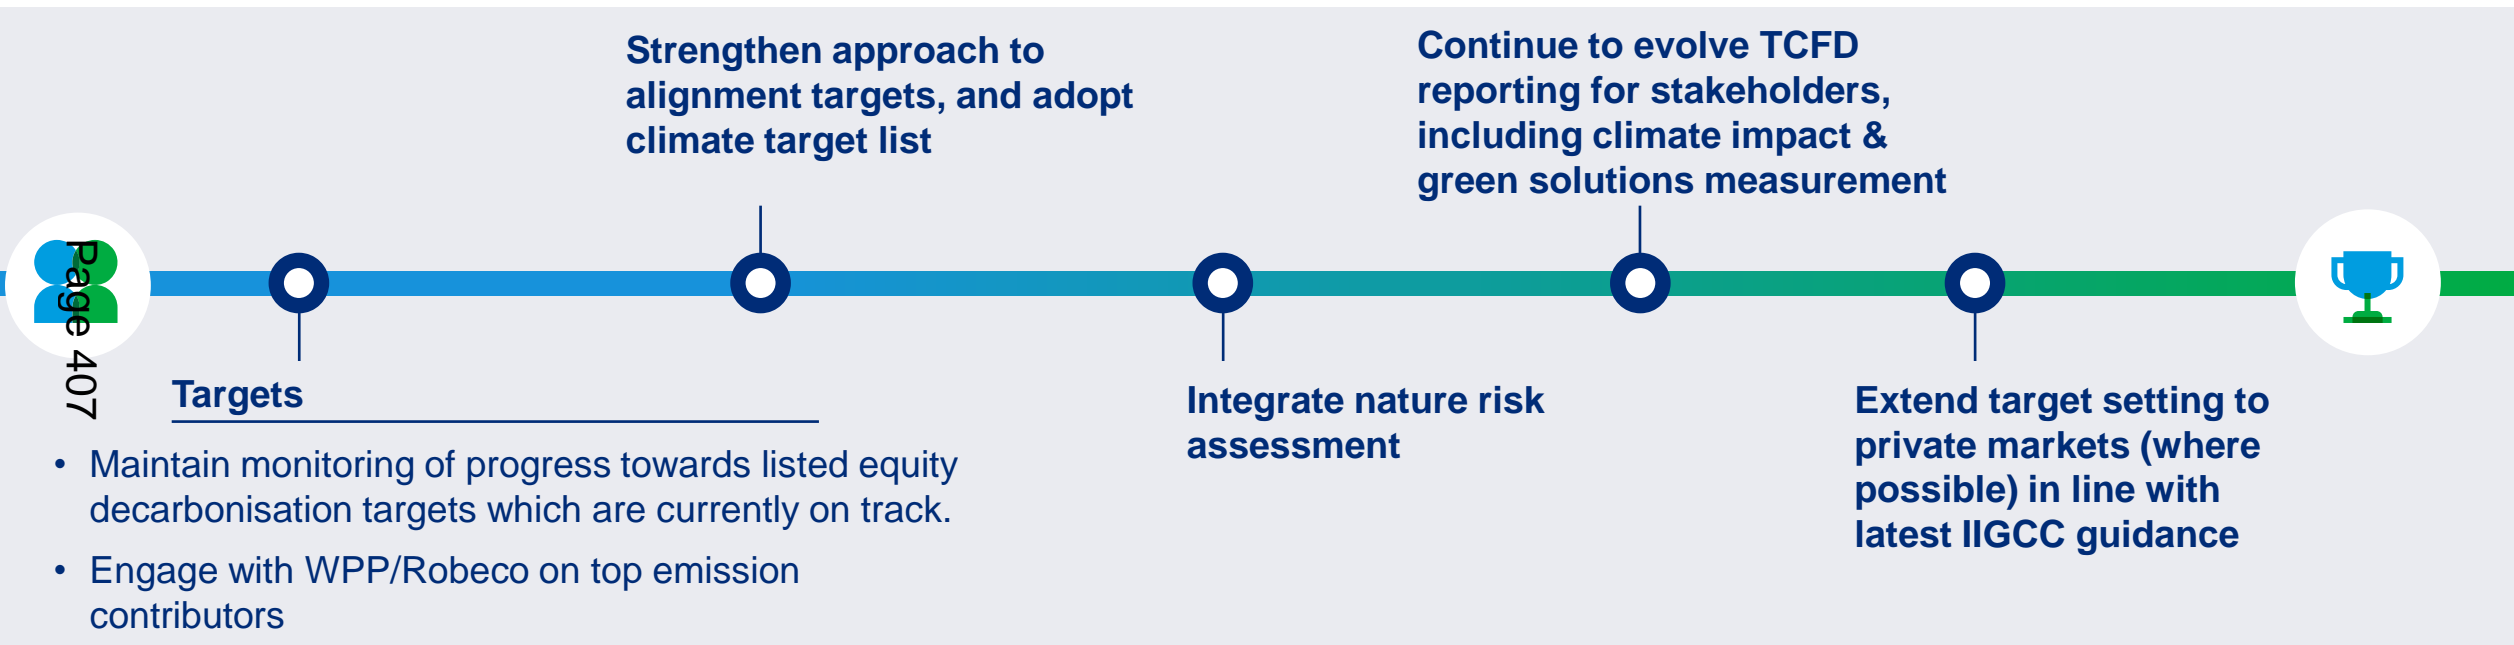 Strengthen approach to
alignment targets, and adopt
climate target list
Continue to evolve TCFD
reporting for stakeholders,
including climate impact &
green solutions measurement
Page 407
Targets
• Maintain monitoring of progress towards listed equity
decarbonisation targets which are currently on track.
• Engage with WPP/Robeco on top emission
contributors
Integrate nature risk
assessment
Extend target setting to
private markets (where
possible) in line with
latest IIGCC guidance